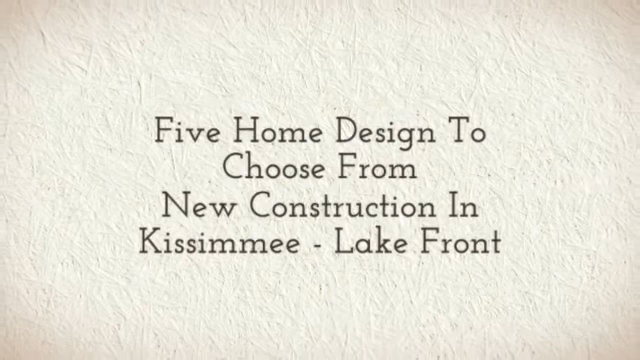 Five Home Design To
Choose From
New Construction In
Kissimmee - Lake Front